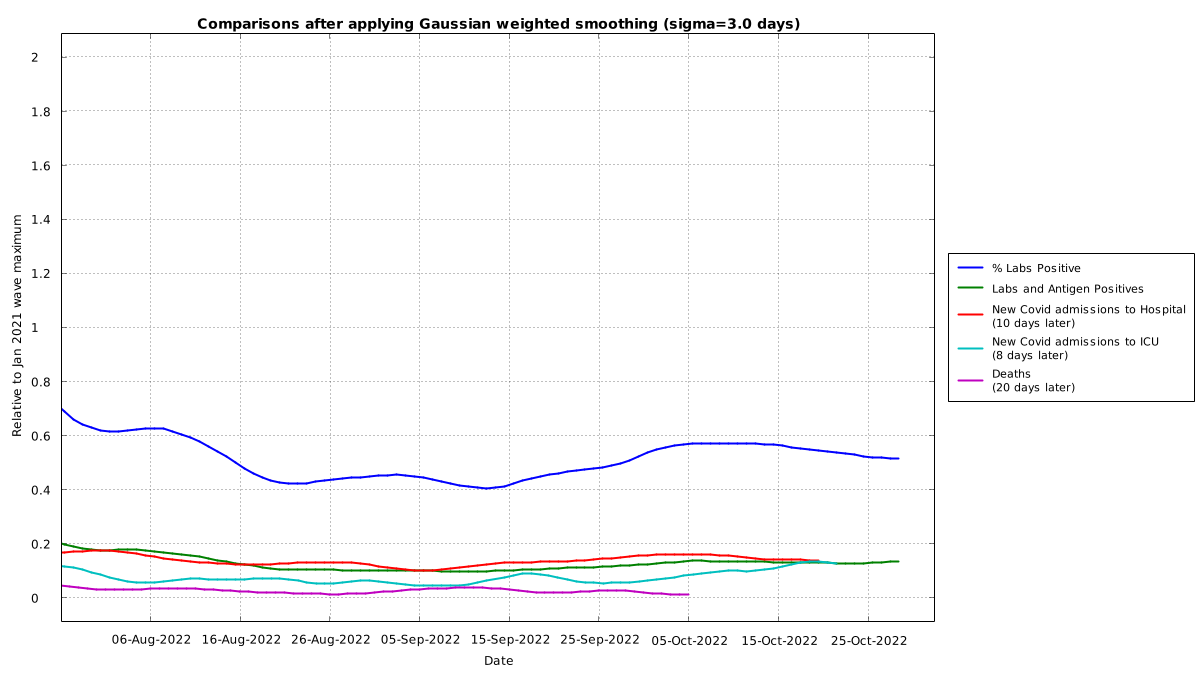 Comparisons after applying Gaussian weighted smoothing (sigma=3.0 days)
2
1.8
1.6
1.4
1.2
1
0.8
0.6
0.4
0.2
0
Relative to Jan 2021 wave maximum
06-Aug-2022 16-Aug-2022 26-Aug-2022 05-Sep-2022 15-Sep-2022 25-Sep-2022 05-Oct-2022 15-Oct-2022 25-Oct-2022
Date
% Labs Positive
Labs and Antigen Positives
New Covid admissions to Hospital
(10 days later)
New Covid admissions to ICU
(8 days later)
Deaths
(20 days later)